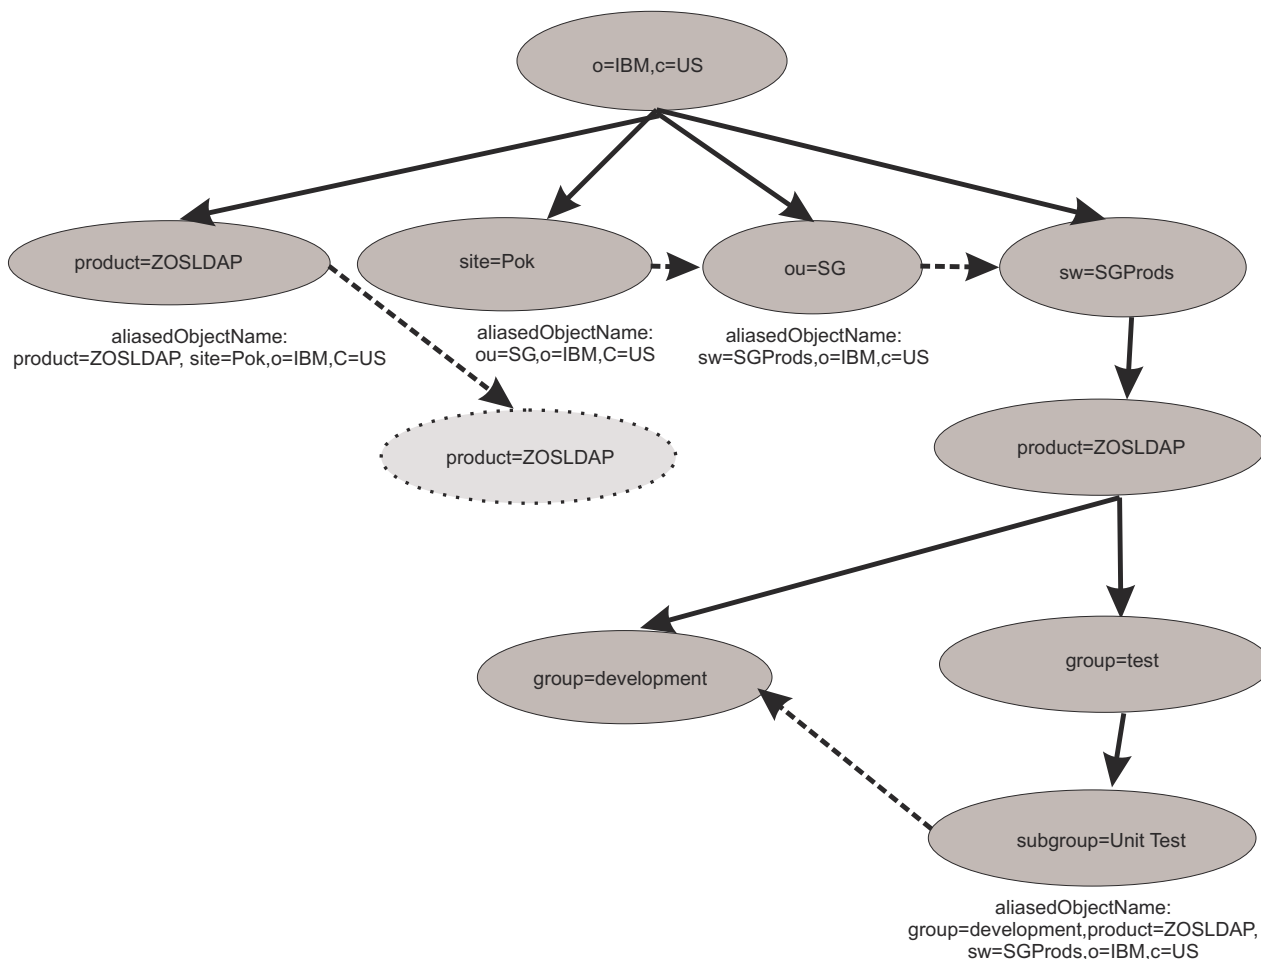 o=IBM,c=US
product=ZOSLDAP
site=Pok
ou=SG
sw=SGProds
aliasedObjectName:
product=ZOSLDAP, site=Pok,o=IBM,C=US
aliasedObjectName:
ou=SG,o=IBM,C=US
aliasedObjectName:
sw=SGProds,o=IBM,c=US
product=ZOSLDAP
product=ZOSLDAP
group=development
group=test
subgroup=Unit Test
aliasedObjectName:
group=development,product=ZOSLDAP,
sw=SGProds,o=IBM,c=US